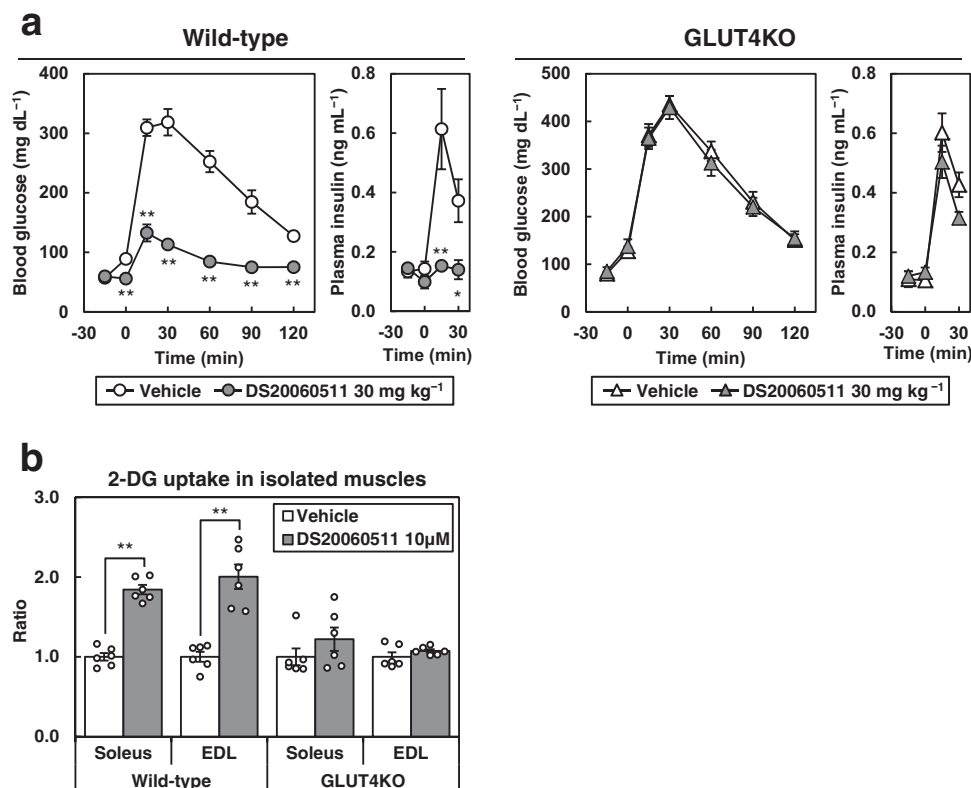 a
Wild-type
GLUT4KO
Blood glucose (mg dL⁻¹)
400
300
200
100
0
** ** ** ** ** **
-30 0 30 60 90 120
Time (min)
Plasma insulin (ng mL⁻¹)
0.8
0.6
0.4
0.2
0.0
**
*
-30 0 30
Time (min)
Vehicle DS20060511 30 mg kg⁻¹
Blood glucose (mg dL⁻¹)
500
400
300
200
100
0
-30 0 30 60 90 120
Time (min)
Plasma insulin (ng mL⁻¹)
0.8
0.6
0.4
0.2
0.0
-30 0 30
Time (min)
Vehicle DS20060511 30 mg kg⁻¹
b
2-DG uptake in isolated muscles
Ratio
3.0
2.0
1.0
0.0
** **
Vehicle
DS20060511 10μM
Soleus EDL Soleus EDL
Wild-type GLUT4KO